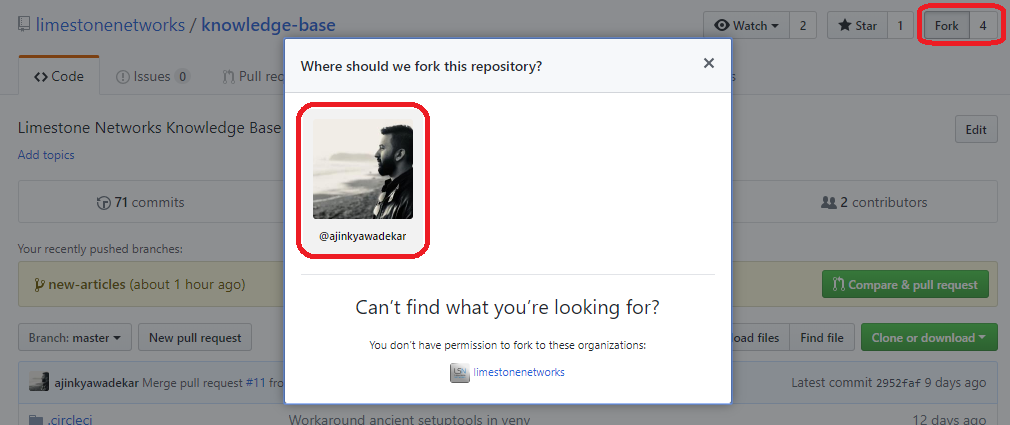 limestonenetworks / knowledge-base
Watch 2 Star 1 Fork 4
Where should we fork this repository?
Code Issues 0 Pull rec s
@ajinkyawadekar
Limestone Networks Knowledge Base
Edit
Add topics
71 commits 2 contributors
Your recently pushed branches:
new-articles (about 1 hour ago) Compare & pull request
Can't find what you're looking for?
You don't have permission to fork to these organizations:
limestonenetworks
Branch: master New pull request load files Find file Clone or download
ajinkyawadekar Merge pull request #11 from Latest commit 2952faf 9 days ago
.circleci Workaround ancient setuptools in venv 12 days ago